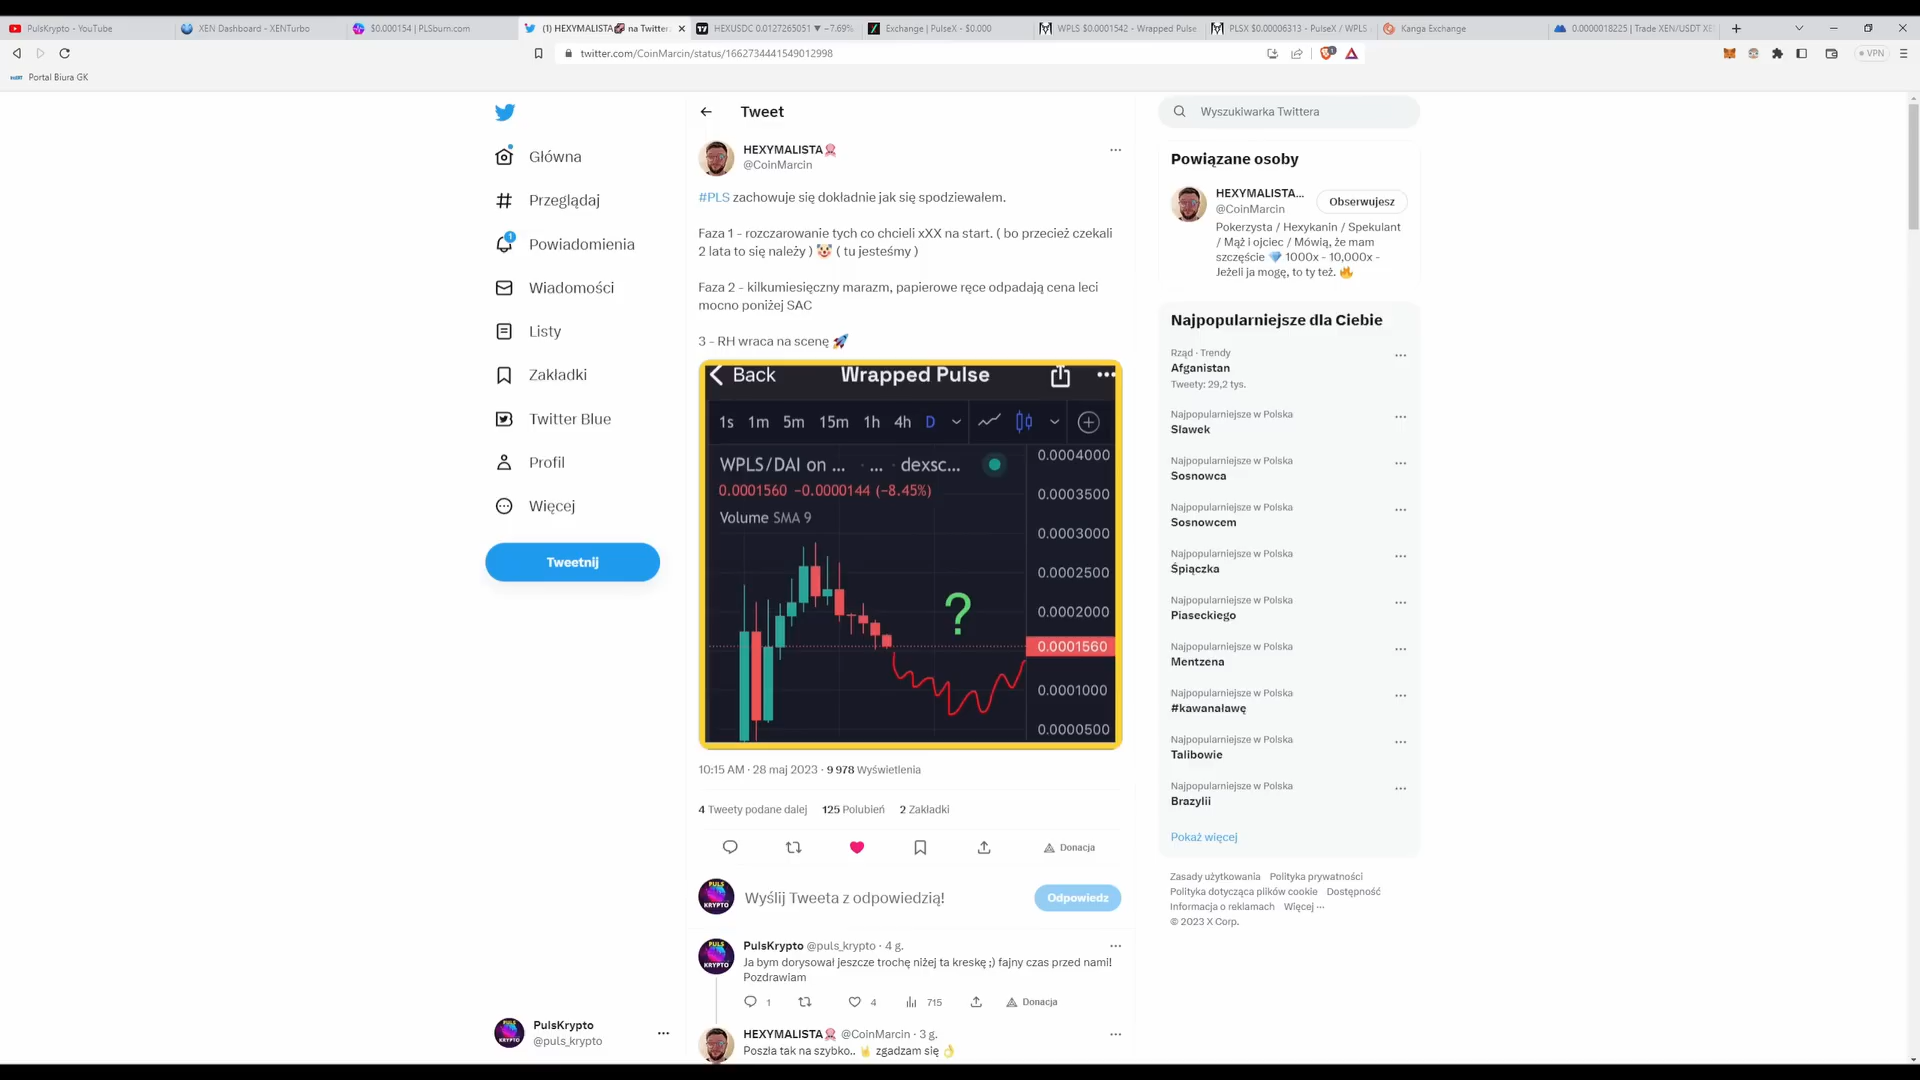 PulsKrypto - YouTube
XEN Dashboard - XENTurbo
$0.000154 | PLSburn.com
(1) HEXYMALISTA na Twitter
HEXUSDC 0.0127265051 ▼ −7.69%
Exchange | PulseX - $0.000
WPLS $0.0001542 - Wrapped Pulse
PLSX $0.00006313 - PulseX / WPLS
Kanga Exchange
0.0000018225 | Trade XEN/USDT XE
twitter.com/CoinMarcin/status/1662734441549012998
VPN
Portal Biura GK
Główna
Przeglądaj
1
Powiadomienia
Wiadomości
Listy
Zakładki
Twitter Blue
Profil
Więcej
Tweetnij
PulsKrypto
@puls_krypto
Tweet
HEXYMALISTA
@CoinMarcin
#PLS zachowuje się dokładnie jak się spodziewałem.
Faza 1 - rozczarowanie tych co chcieli xXX na start. ( bo przecież czekali
2 lata to się należy ) 🤡 ( tu jesteśmy )
Faza 2 - kilkumiesięczny marazm, papierowe ręce odpadają cena leci
mocno poniżej SAC
3 - RH wraca na scenę 🚀
Back
Wrapped Pulse
1s 1m 5m 15m 1h 4h D
WPLS/DAI on ... · ... · dexsc...
0.0001560 −0.0000144 (−8.45%)
Volume SMA 9
?
0.0004000
0.0003500
0.0003000
0.0002500
0.0002000
0.0001560
0.0001000
0.0000500
10:15 AM · 28 maj 2023 · 9 978 Wyświetlenia
4 Tweety podane dalej 125 Polubień 2 Zakładki
Donacja
PULS
KRYPTO
Wyślij Tweeta z odpowiedzią!
Odpowiedz
PulsKrypto @puls_krypto · 4 g.
Ja bym dorysował jeszcze trochę niżej ta kreskę ;) fajny czas przed nami!
Pozdrawiam
1 4 715 Donacja
HEXYMALISTA @CoinMarcin · 3 g.
Poszła tak na szybko.. 🤘 zgadzam się 👌
Wyszukiwarka Twittera
Powiązane osoby
HEXYMALISTA...
@CoinMarcin
Obserwujesz
Pokerzysta / Hexykanin / Spekulant
/ Mąż i ojciec / Mówią, że mam
szczęście 💎 1000x - 10,000x -
Jeżeli ja mogę, to ty też. 🔥
Najpopularniejsze dla Ciebie
Rząd · Trendy
Afganistan
Tweety: 29,2 tys.
Najpopularniejsze w Polska
Sławek
Najpopularniejsze w Polska
Sosnowca
Najpopularniejsze w Polska
Sosnowcem
Najpopularniejsze w Polska
Śpiączka
Najpopularniejsze w Polska
Piaseckiego
Najpopularniejsze w Polska
Mentzena
Najpopularniejsze w Polska
#kawanaławę
Najpopularniejsze w Polska
Talibowie
Najpopularniejsze w Polska
Brazylii
Pokaż więcej
Zasady użytkowania Polityka prywatności
Polityka dotycząca plików cookie Dostępność
Informacja o reklamach Więcej ...
© 2023 X Corp.